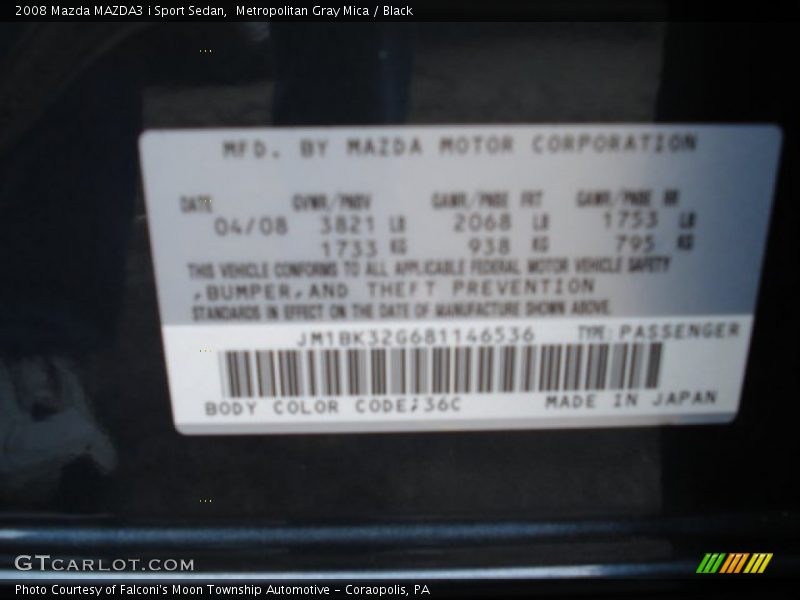 2008 Mazda MAZDA3 i Sport Sedan, Metropolitan Gray Mica / Black
MFD. BY MAZDA MOTOR CORPORATION
DATE GVWR/PNBV GAWR/PNBE FRT GAWR/PNBE RR
04/08 3821 LB 2068 LB 1753 LB
1733 KG 938 KG 795 KG
THIS VEHICLE CONFORMS TO ALL APPLICABLE FEDERAL MOTOR VEHICLE SAFETY
,BUMPER,AND THEFT PREVENTION
STANDARDS IN EFFECT ON THE DATE OF MANUFACTURE SHOWN ABOVE.
JM1BK32G681146536 TYPE: PASSENGER
BODY COLOR CODE;36C MADE IN JAPAN
GTCARLOT.COM
Photo Courtesy of Falconi's Moon Township Automotive - Coraopolis, PA